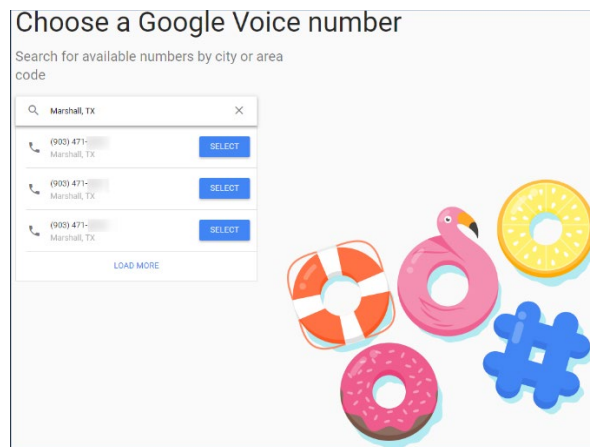 Choose a Google Voice number
Search for available numbers by city or area
code
Marshall, TX
(903) 471-
Marshall, TX
SELECT
(903) 471-
Marshall, TX
SELECT
(903) 471-
Marshall, TX
SELECT
LOAD MORE